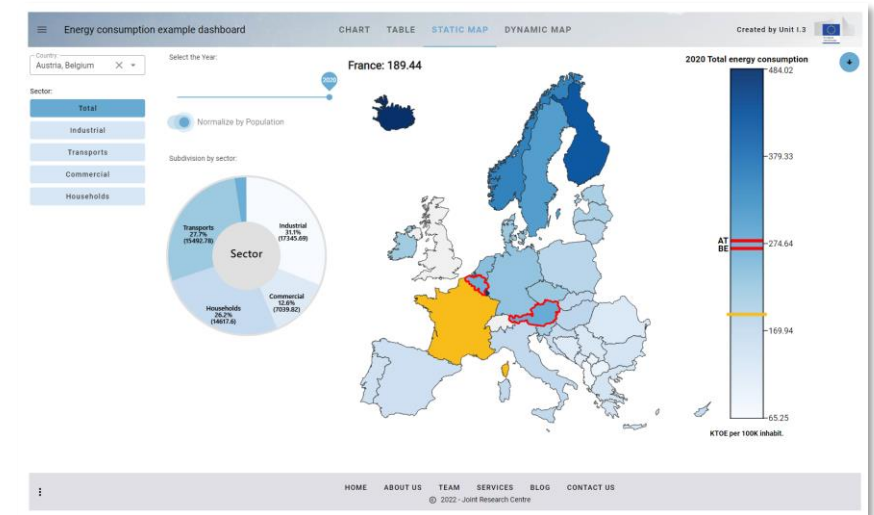 Energy consumption example dashboard
CHART TABLE STATIC MAP DYNAMIC MAP
Created by Unit I.3
Country
Austria, Belgium
Sector:
Total
Industrial
Transports
Commercial
Households
Select the Year:
2020
Normalize by Population
Subdivision by sector:
Transports
27.7%
(15492.78)
Industrial
31.1%
(17345.69)
Sector
Households
26.2%
(14617.6)
Commercial
12.6%
(7039.82)
France: 189.44
2020 Total energy consumption
484.02
379.33
AT
BE
274.64
169.94
65.25
KTOE per 100K inhabit.
HOME ABOUT US TEAM SERVICES BLOG CONTACT US
© 2022 - Joint Research Centre